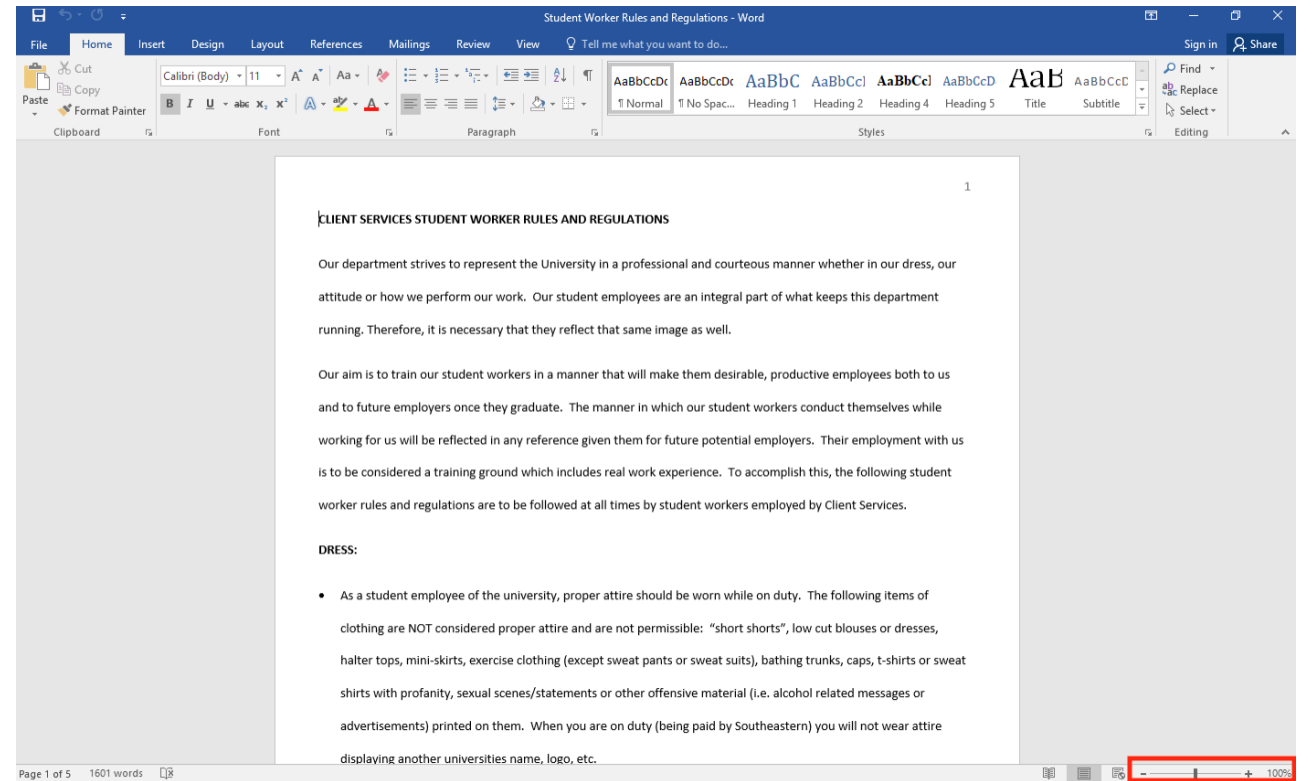 Student Worker Rules and Regulations - Word
File Home Insert Design Layout References Mailings Review View Tell me what you want to do... Sign in Share
Paste Cut Copy Format Painter
Calibri (Body) 11 A A Aa
B I U abc X₂ X² A aby A
AaBbCcDc AaBbCcDc AaBbC AaBbCcl AaBbCcl AaBbCcD AaB AaBbCcD
¶ Normal ¶ No Spac... Heading 1 Heading 2 Heading 4 Heading 5 Title Subtitle
Find
Replace
Select
Clipboard Font Paragraph Styles Editing
1
CLIENT SERVICES STUDENT WORKER RULES AND REGULATIONS
Our department strives to represent the University in a professional and courteous manner whether in our dress, our
attitude or how we perform our work.  Our student employees are an integral part of what keeps this department
running. Therefore, it is necessary that they reflect that same image as well.
Our aim is to train our student workers in a manner that will make them desirable, productive employees both to us
and to future employers once they graduate.  The manner in which our student workers conduct themselves while
working for us will be reflected in any reference given them for future potential employers.  Their employment with us
is to be considered a training ground which includes real work experience.  To accomplish this, the following student
worker rules and regulations are to be followed at all times by student workers employed by Client Services.
DRESS:
• As a student employee of the university, proper attire should be worn while on duty.  The following items of
clothing are NOT considered proper attire and are not permissible:  “short shorts”, low cut blouses or dresses,
halter tops, mini-skirts, exercise clothing (except sweat pants or sweat suits), bathing trunks, caps, t-shirts or sweat
shirts with profanity, sexual scenes/statements or other offensive material (i.e. alcohol related messages or
advertisements) printed on them.  When you are on duty (being paid by Southeastern) you will not wear attire
displaying another universities name, logo, etc.
Page 1 of 5 1601 words 100%